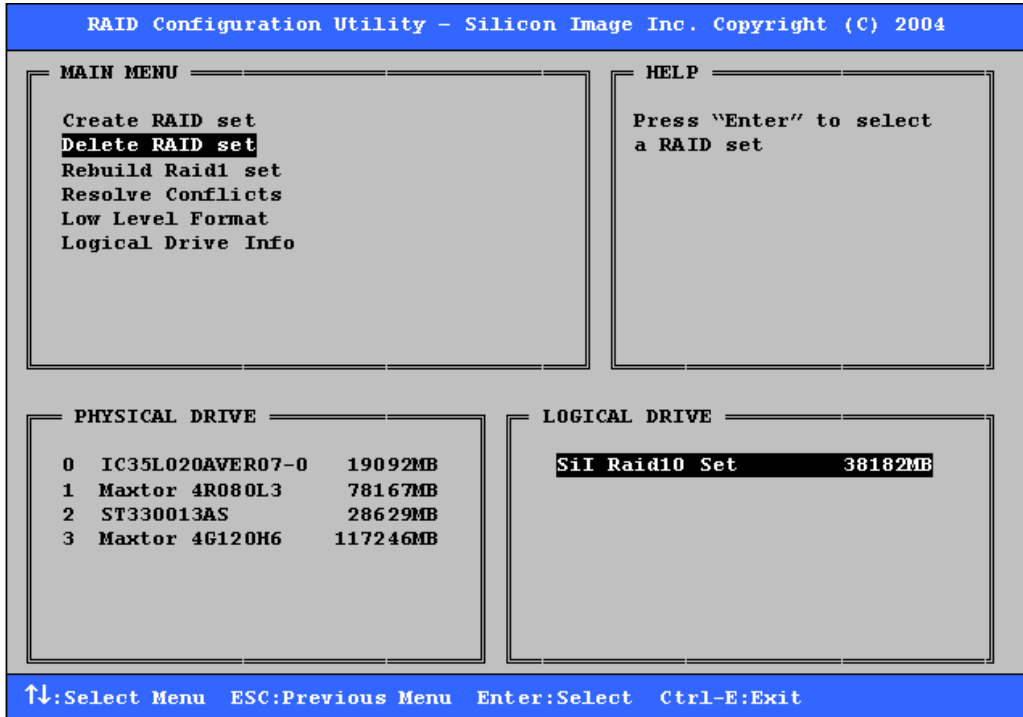 RAID Configuration Utility – Silicon Image Inc. Copyright (C) 2004
MAIN MENU
Create RAID set
Delete RAID set
Rebuild Raid1 set
Resolve Conflicts
Low Level Format
Logical Drive Info
HELP
Press “Enter” to select
a RAID set
PHYSICAL DRIVE
0 IC35L020AVER07-0 19092MB
1 Maxtor 4R080L3 78167MB
2 ST330013AS 28629MB
3 Maxtor 4G120H6 117246MB
LOGICAL DRIVE
SiI Raid10 Set 38182MB
↑↓:Select Menu ESC:Previous Menu Enter:Select Ctrl-E:Exit